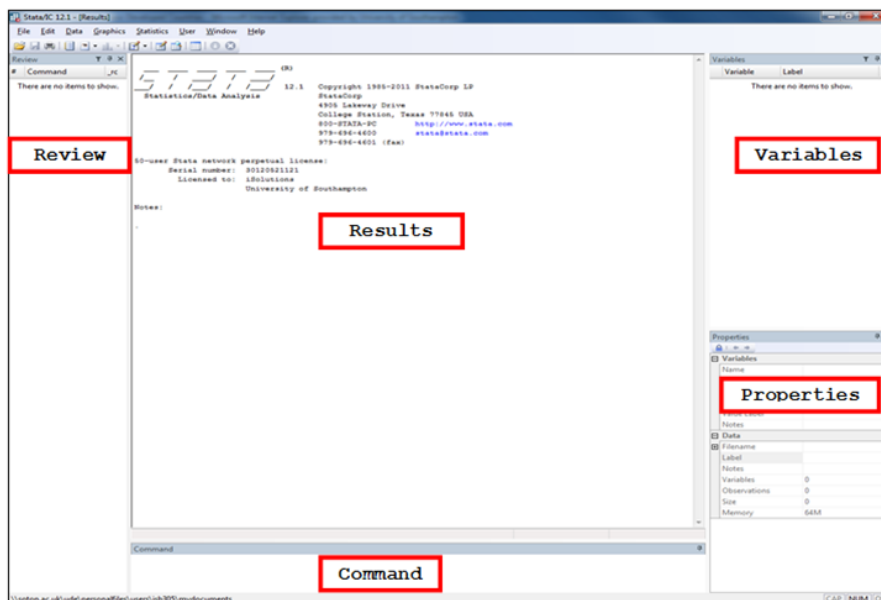 Stata/IC 12.1 - [Results]
File Edit Data Graphics Statistics User Window Help
Review
# Command _rc
There are no items to show.
Review
(R)
STATA
12.1 Copyright 1985-2011 StataCorp LP
Statistics/Data Analysis StataCorp
4905 Lakeway Drive
College Station, Texas 77845 USA
800-STATA-PC http://www.stata.com
979-696-4600 stata@stata.com
979-696-4601 (fax)
50-user Stata network perpetual license:
Serial number: 30120521121
Licensed to: iSolutions
University of Southampton
Notes:
.
Results
Command
Command
Variables
Variable Label
There are no items to show.
Variables
Properties
Variables
Name
Properties
Value Label
Notes
Data
Filename
Label
Notes
Variables 0
Observations 0
Size 0
Memory 64M
CAP NUM